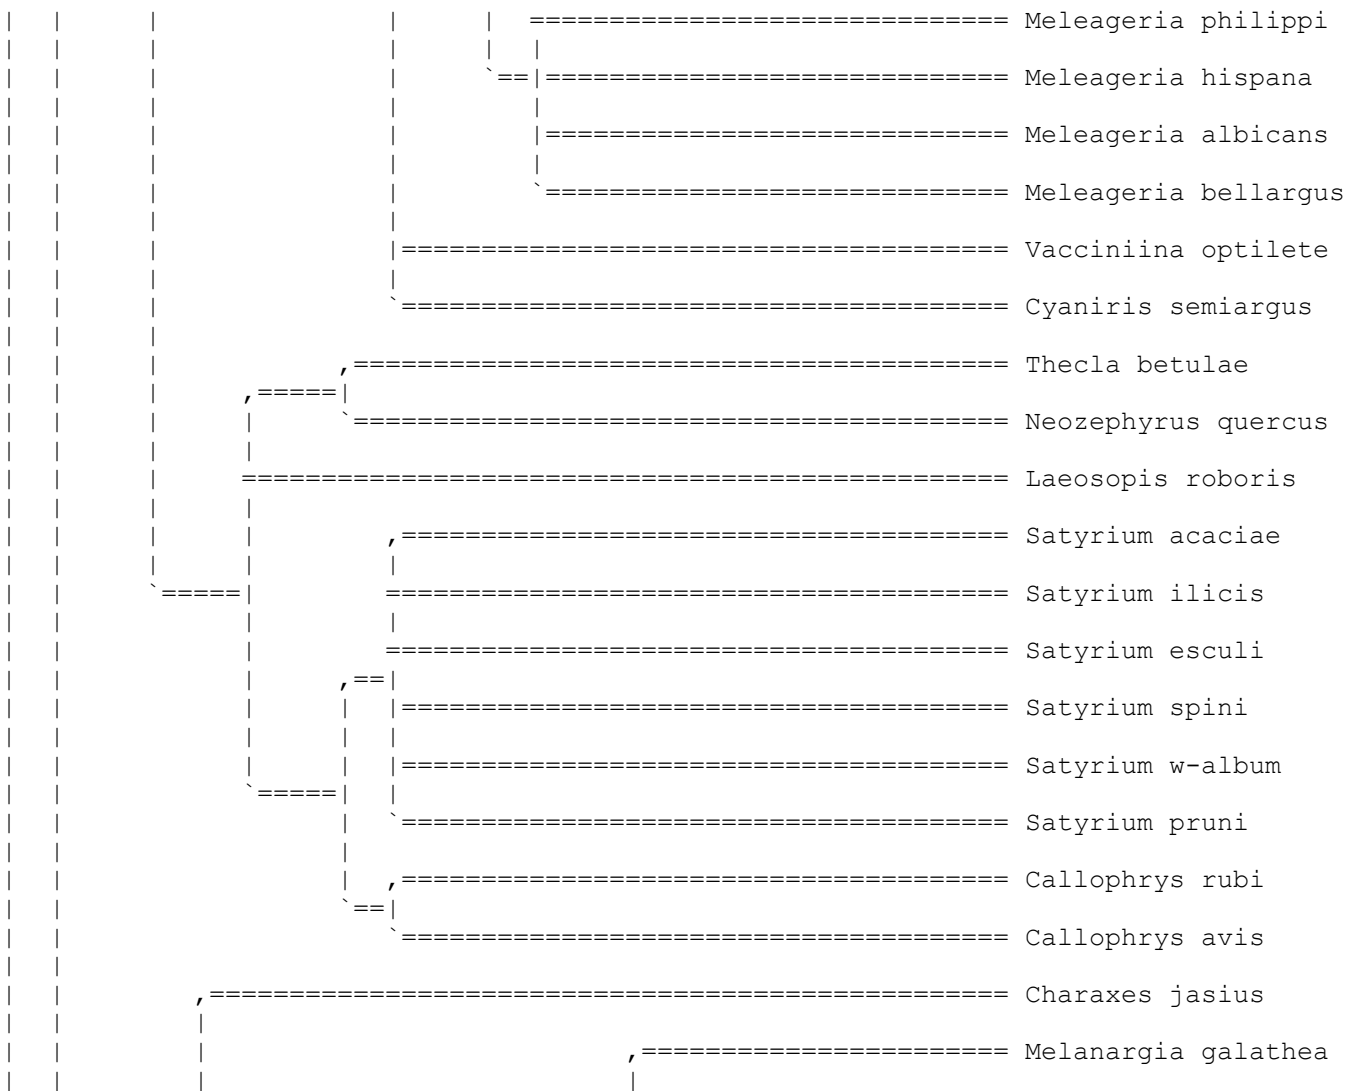 Meleageria philippi
Meleageria hispana
Meleageria albicans
Meleageria bellargus
Vacciniina optilete
Cyaniris semiargus
Thecla betulae
Neozephyrus quercus
Laeosopis roboris
Satyrium acaciae
Satyrium ilicis
Satyrium esculi
Satyrium spini
Satyrium w-album
Satyrium pruni
Callophrys rubi
Callophrys avis
Charaxes jasius
Melanargia galathea